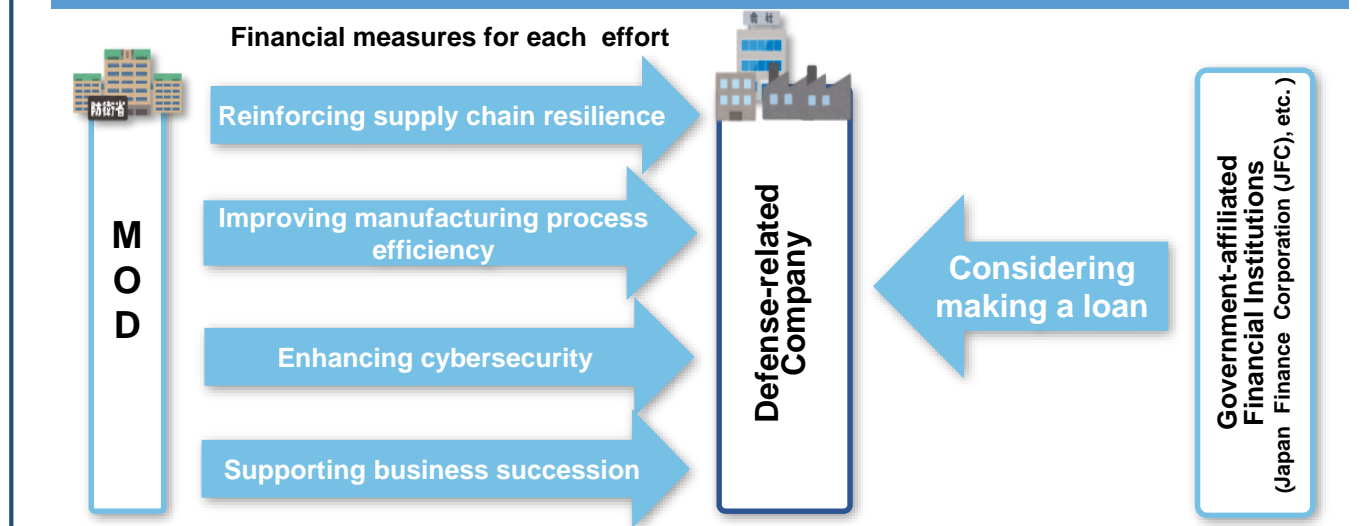 Financial measures for each effort
会社
防衛省
MOD
Reinforcing supply chain resilience
Improving manufacturing process
efficiency
Enhancing cybersecurity
Supporting business succession
Defense-related
Company
Considering
making a loan
Government-affiliated
Financial Institutions
(Japan Finance Corporation (JFC), etc.)